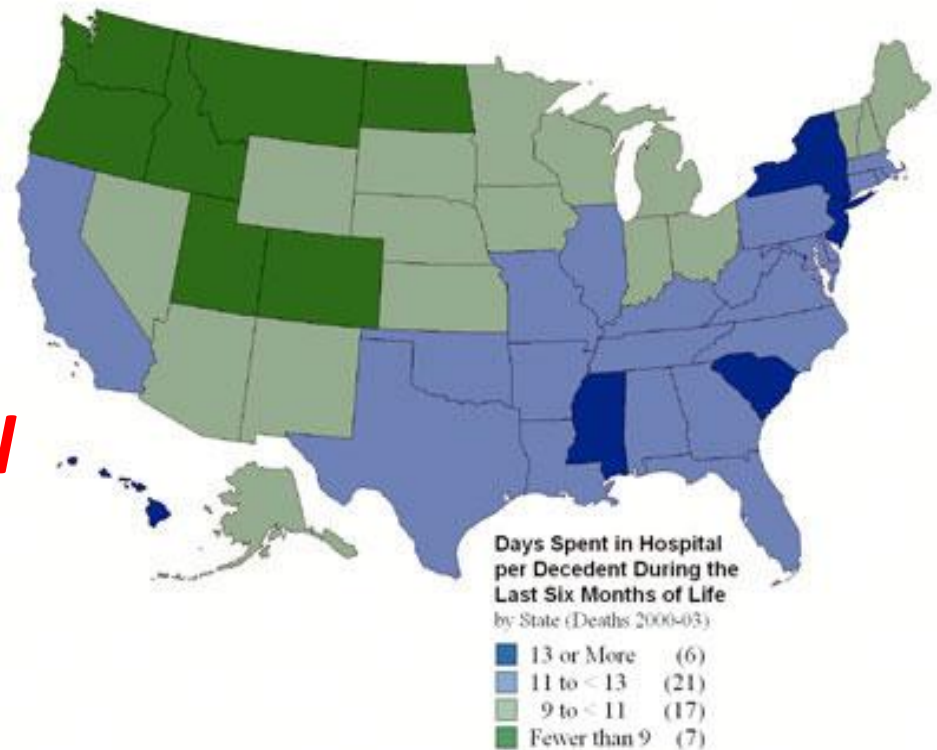 Days Spent in Hospital
per Decedent During the
Last Six Months of Life
by State (Deaths 2000-03)
13 or More (6)
11 to < 13 (21)
9 to < 11 (17)
Fewer than 9 (7)